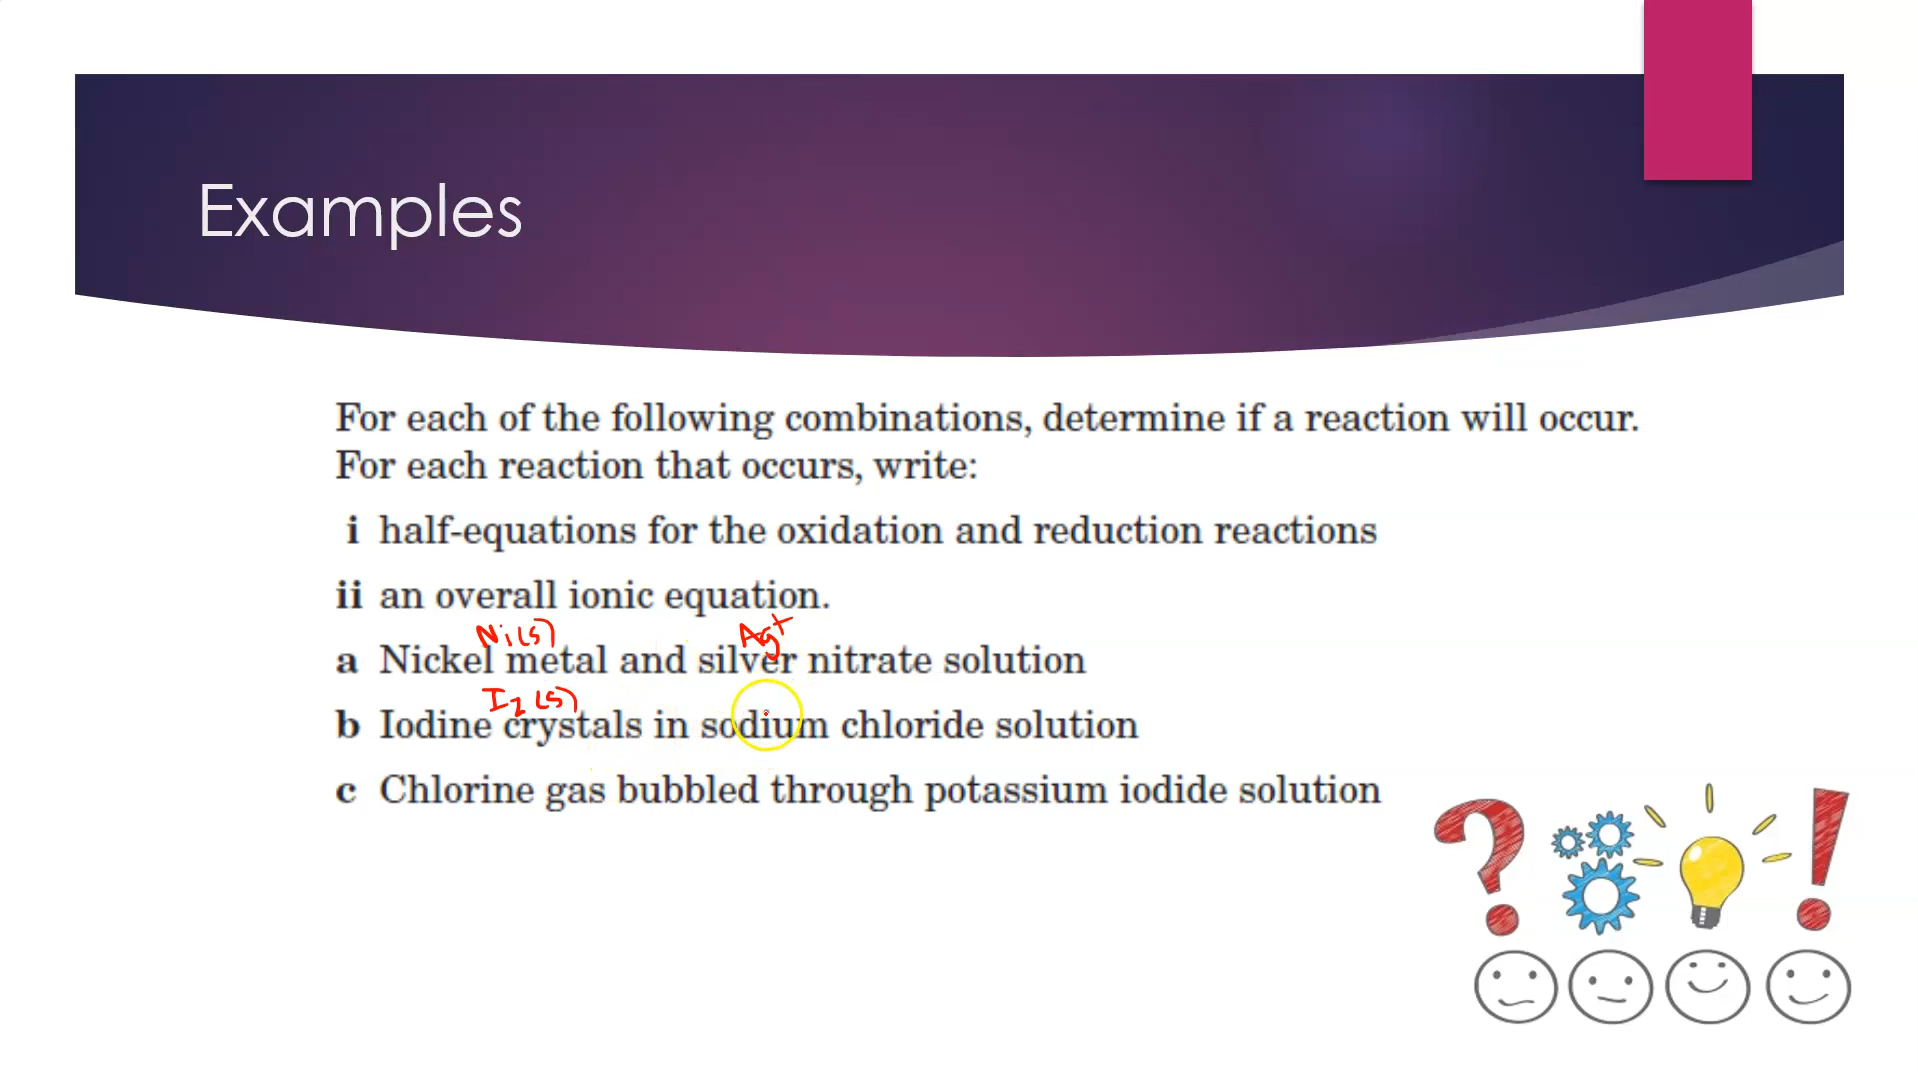 Examples
For each of the following combinations, determine if a reaction will occur.
For each reaction that occurs, write:
i half-equations for the oxidation and reduction reactions
ii an overall ionic equation.
Ni(s) Ag+
a Nickel metal and silver nitrate solution
I2(s)
b Iodine crystals in sodium chloride solution
c Chlorine gas bubbled through potassium iodide solution